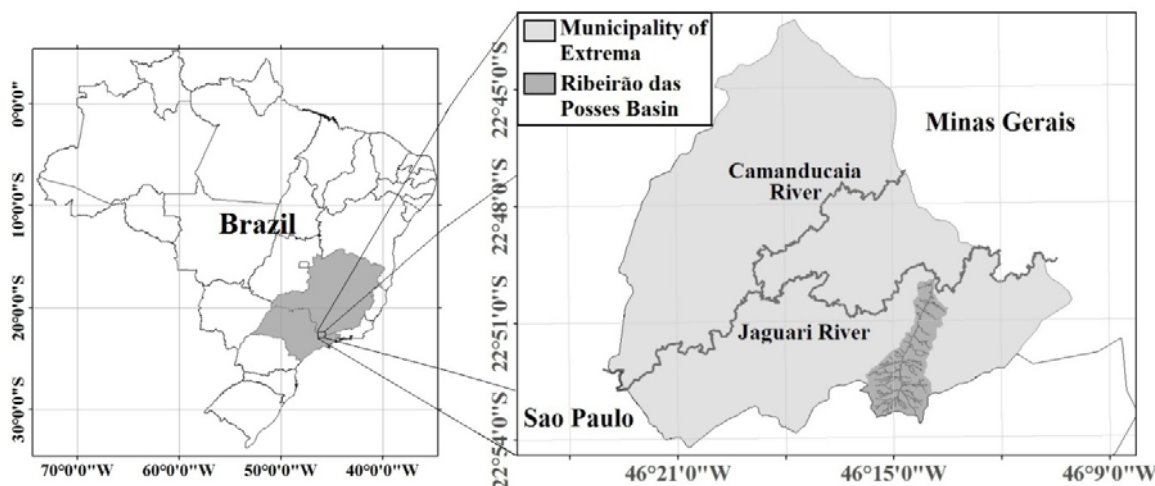 0°0'0"S
10°0'0"S
20°0'0"S
30°0'0"S
Brazil
70°0'0"W
60°0'0"W
50°0'0"W
40°0'0"W
Municipality of
Extrema
Ribeirão das
Posses Basin
22°45'0"S
22°48'0"S
22°51'0"S
22°54'0"S
Minas Gerais
Camanducaia
River
Jaguari River
Sao Paulo
46°21'0"W
46°15'0"W
46°9'0"W